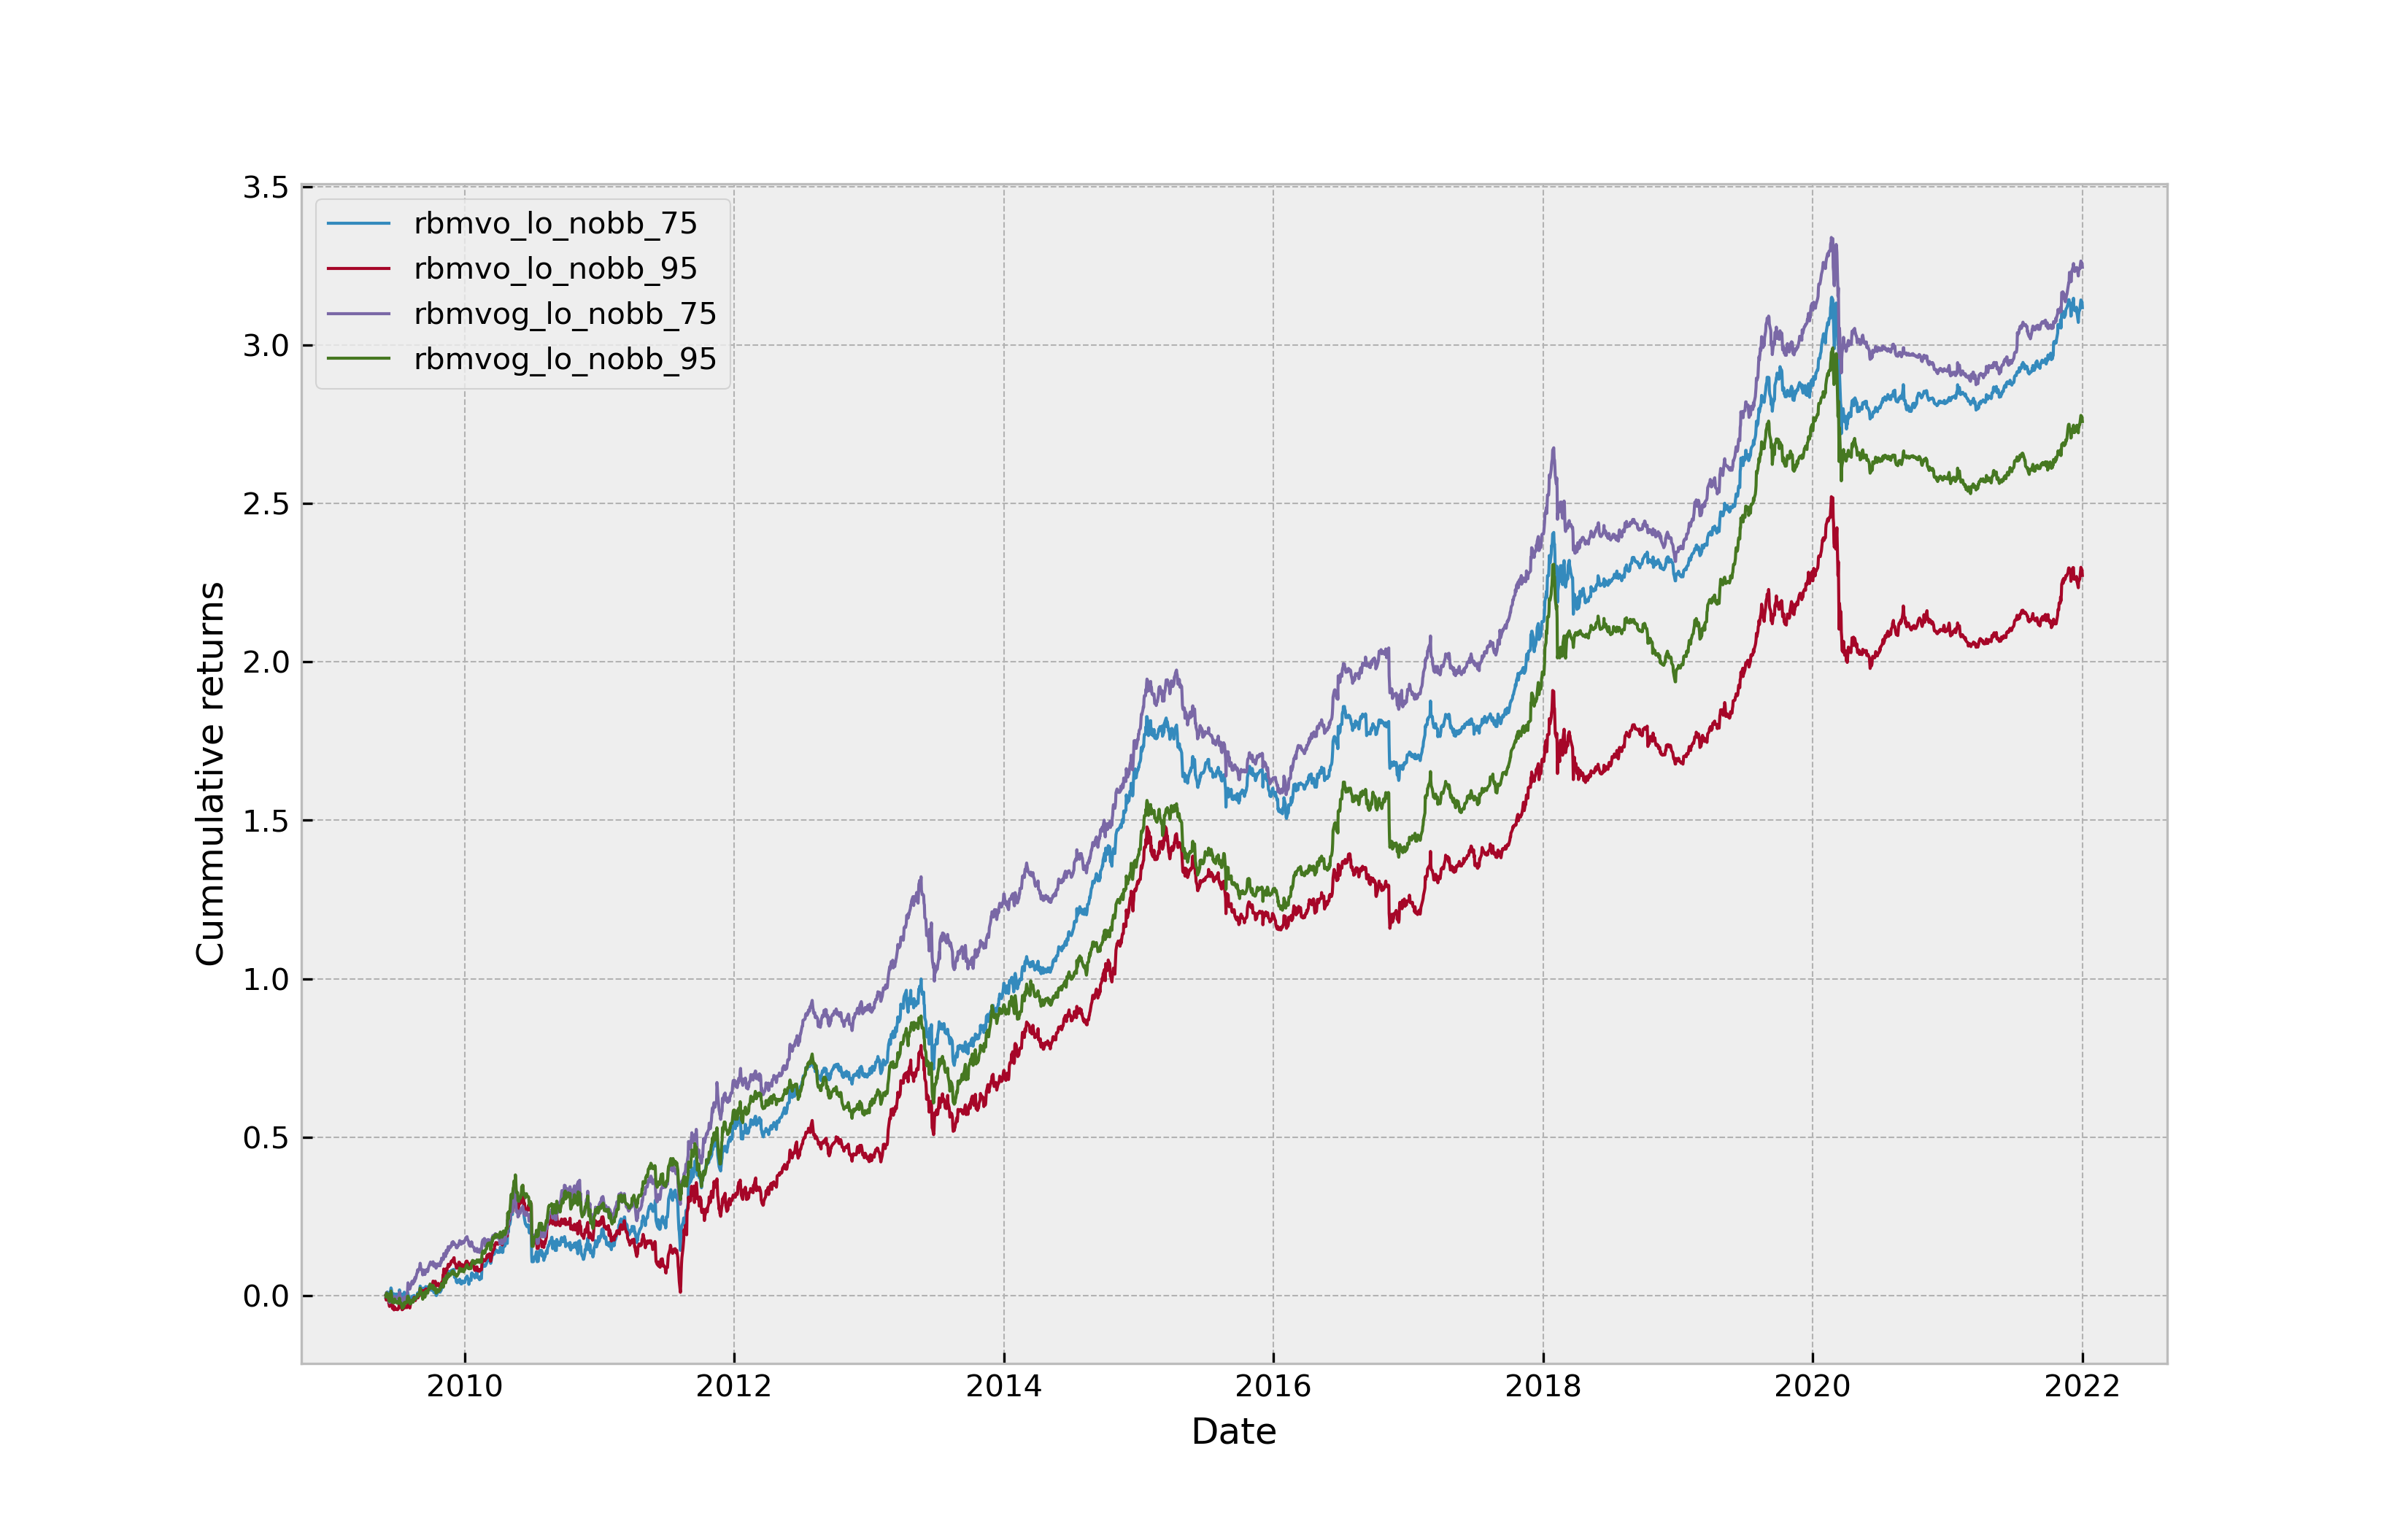 3.5
3.0
2.5
2.0
1.5
1.0
0.5
0.0
Cummulative returns
rbmvo_lo_nobb_75
rbmvo_lo_nobb_95
rbmvog_lo_nobb_75
rbmvog_lo_nobb_95
2010 2012 2014 2016 2018 2020 2022
Date